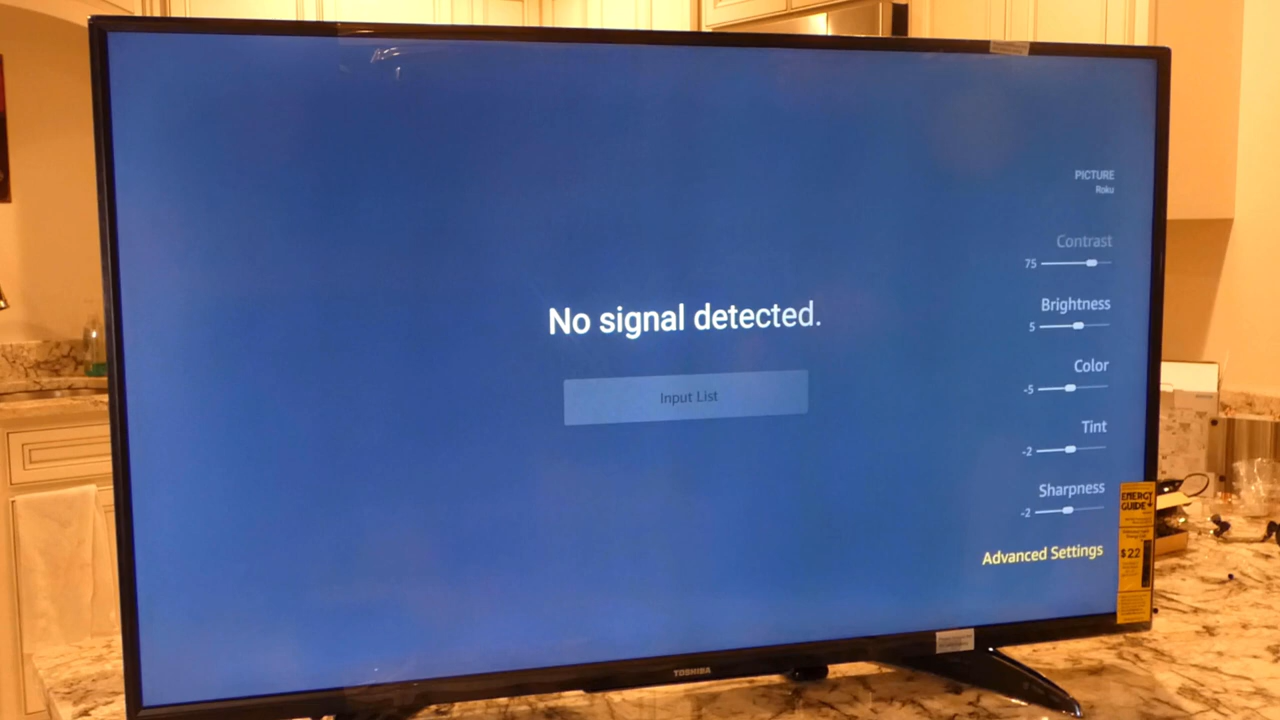 PICTURE
Roku
Contrast
75
Brightness
5
No signal detected.
Color
-5
Input List
Tint
-2
Sharpness
-2
Advanced Settings
ENERGY
GUIDE
$22
TOSHIBA